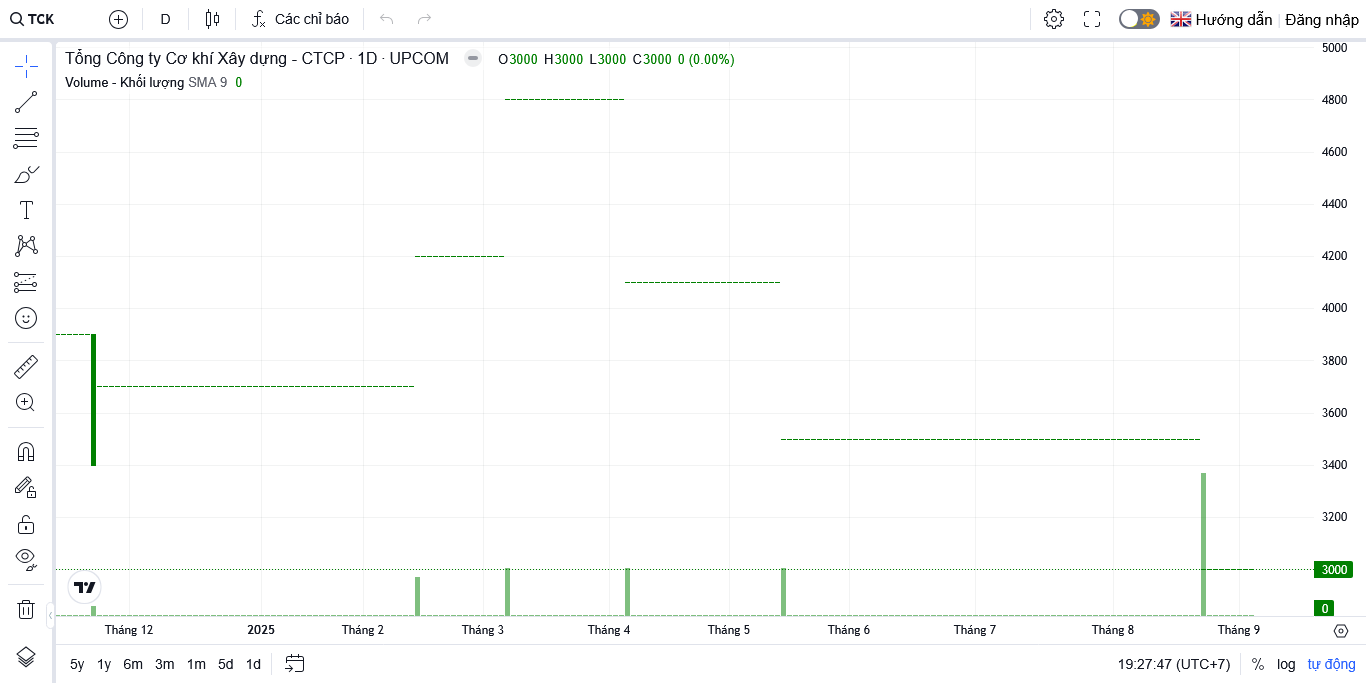 TCK D Các chỉ báo Hướng dẫn Đăng nhập
Tổng Công ty Cơ khí Xây dựng - CTCP · 1D · UPCOM O3000 H3000 L3000 C3000 0 (0.00%)
Volume - Khối lượng SMA 9 0
5000
4800
4600
4400
4200
4000
3800
3600
3400
3200
3000
0
Tháng 12 2025 Tháng 2 Tháng 3 Tháng 4 Tháng 5 Tháng 6 Tháng 7 Tháng 8 Tháng 9
5y 1y 6m 3m 1m 5d 1d 19:27:47 (UTC+7) % log tự động